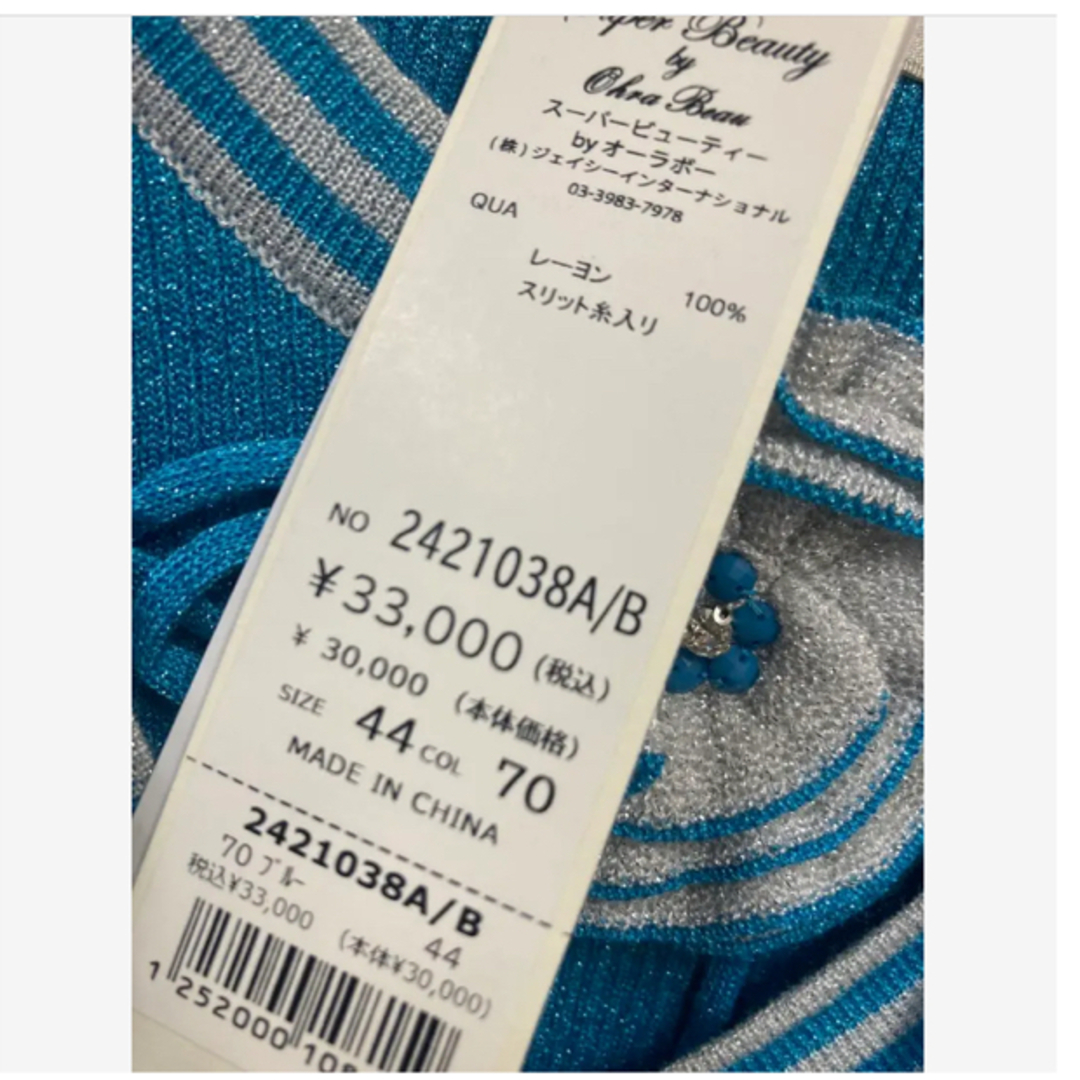 Beauty
by
Ohra Beau
スーパービューティー
by オーラボー
(株)ジェイシーインターナショナル
03-3983-7978
QUA
レーヨン 100%
スリット糸入り
NO 2421038A/B
¥33,000 (税込)
¥ 30,000 (本体価格)
SIZE 44 COL 70
MADE IN CHINA
2421038A/B
70 ブルー 44
税込¥33,000 (本体¥30,000)
1 252000